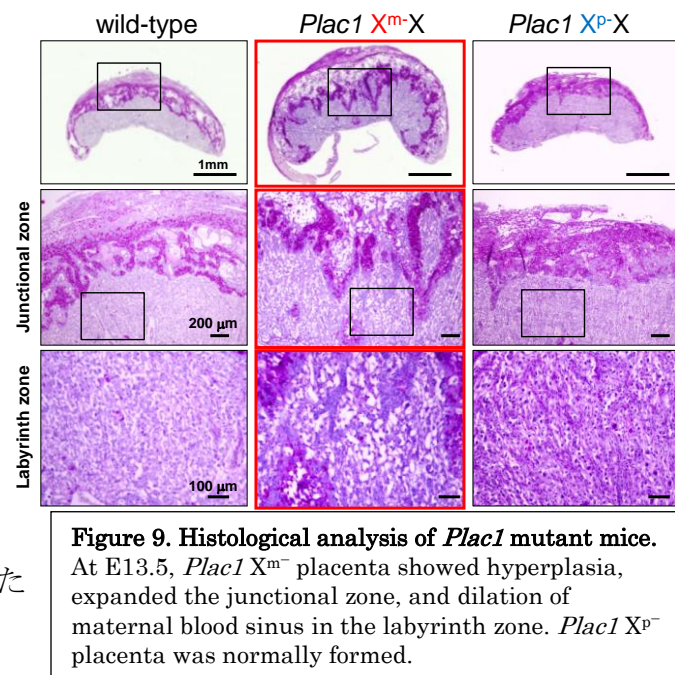 wild-type
Plac1 Xᵐ⁻X
Plac1 Xᵖ⁻X
1mm
Junctional zone
200 μm
Labyrinth zone
100 μm
た
Figure 9. Histological analysis of Plac1 mutant mice.
At E13.5, Plac1 Xᵐ⁻ placenta showed hyperplasia,
expanded the junctional zone, and dilation of
maternal blood sinus in the labyrinth zone. Plac1 Xᵖ⁻
placenta was normally formed.